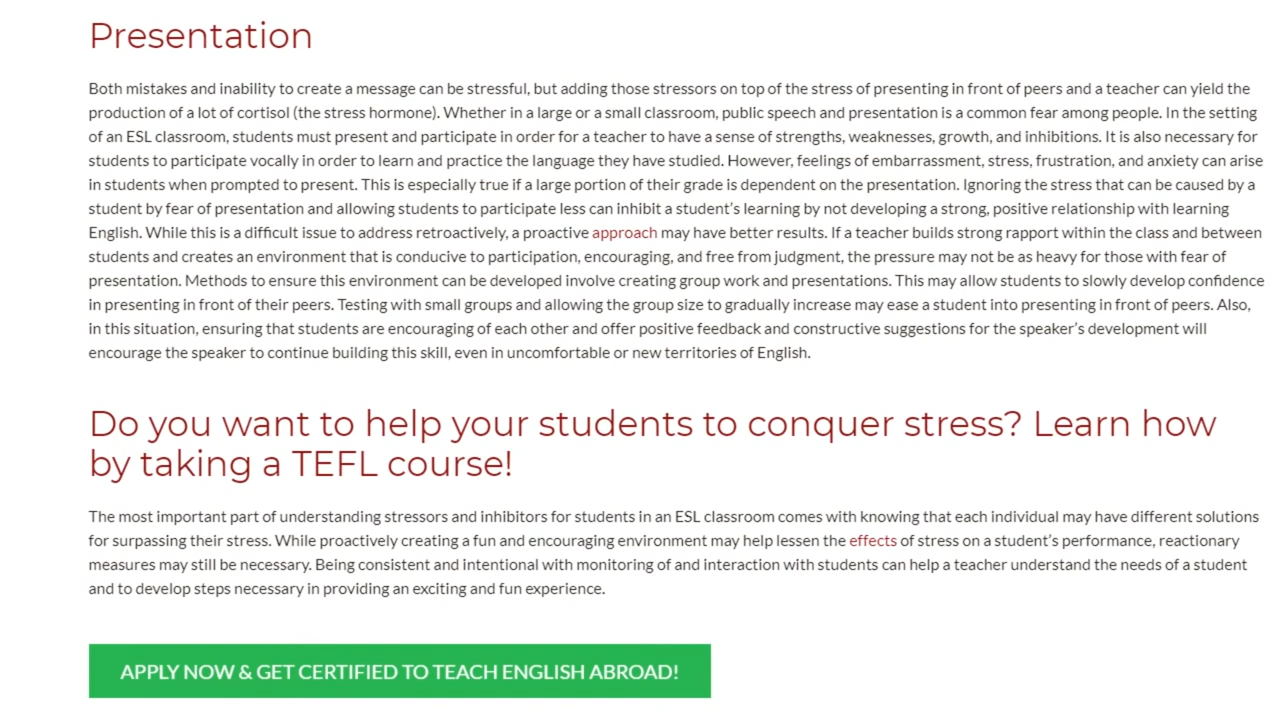 Presentation
Both mistakes and inability to create a message can be stressful, but adding those stressors on top of the stress of presenting in front of peers and a teacher can yield the
production of a lot of cortisol (the stress hormone). Whether in a large or a small classroom, public speech and presentation is a common fear among people. In the setting
of an ESL classroom, students must present and participate in order for a teacher to have a sense of strengths, weaknesses, growth, and inhibitions. It is also necessary for
students to participate vocally in order to learn and practice the language they have studied. However, feelings of embarrassment, stress, frustration, and anxiety can arise
in students when prompted to present. This is especially true if a large portion of their grade is dependent on the presentation. Ignoring the stress that can be caused by a
student by fear of presentation and allowing students to participate less can inhibit a student’s learning by not developing a strong, positive relationship with learning
English. While this is a difficult issue to address retroactively, a proactive approach may have better results. If a teacher builds strong rapport within the class and between
students and creates an environment that is conducive to participation, encouraging, and free from judgment, the pressure may not be as heavy for those with fear of
presentation. Methods to ensure this environment can be developed involve creating group work and presentations. This may allow students to slowly develop confidence
in presenting in front of their peers. Testing with small groups and allowing the group size to gradually increase may ease a student into presenting in front of peers. Also,
in this situation, ensuring that students are encouraging of each other and offer positive feedback and constructive suggestions for the speaker’s development will
encourage the speaker to continue building this skill, even in uncomfortable or new territories of English.
Do you want to help your students to conquer stress? Learn how
by taking a TEFL course!
The most important part of understanding stressors and inhibitors for students in an ESL classroom comes with knowing that each individual may have different solutions
for surpassing their stress. While proactively creating a fun and encouraging environment may help lessen the effects of stress on a student’s performance, reactionary
measures may still be necessary. Being consistent and intentional with monitoring of and interaction with students can help a teacher understand the needs of a student
and to develop steps necessary in providing an exciting and fun experience.
APPLY NOW & GET CERTIFIED TO TEACH ENGLISH ABROAD!